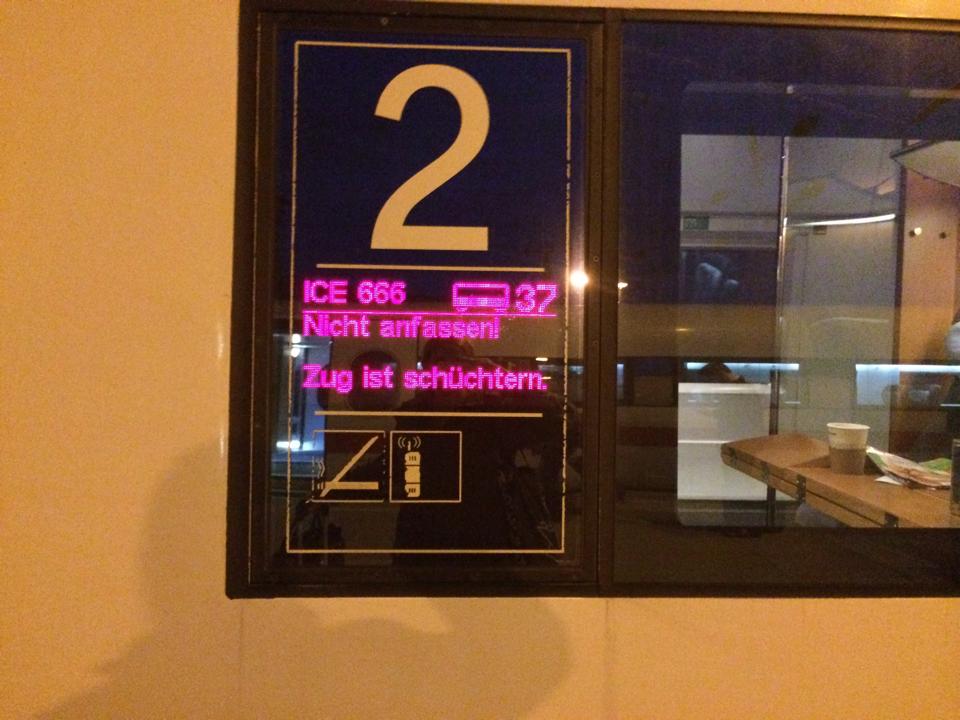 2
ICE 666 37
Nicht anfassen!
Zug ist schüchtern.